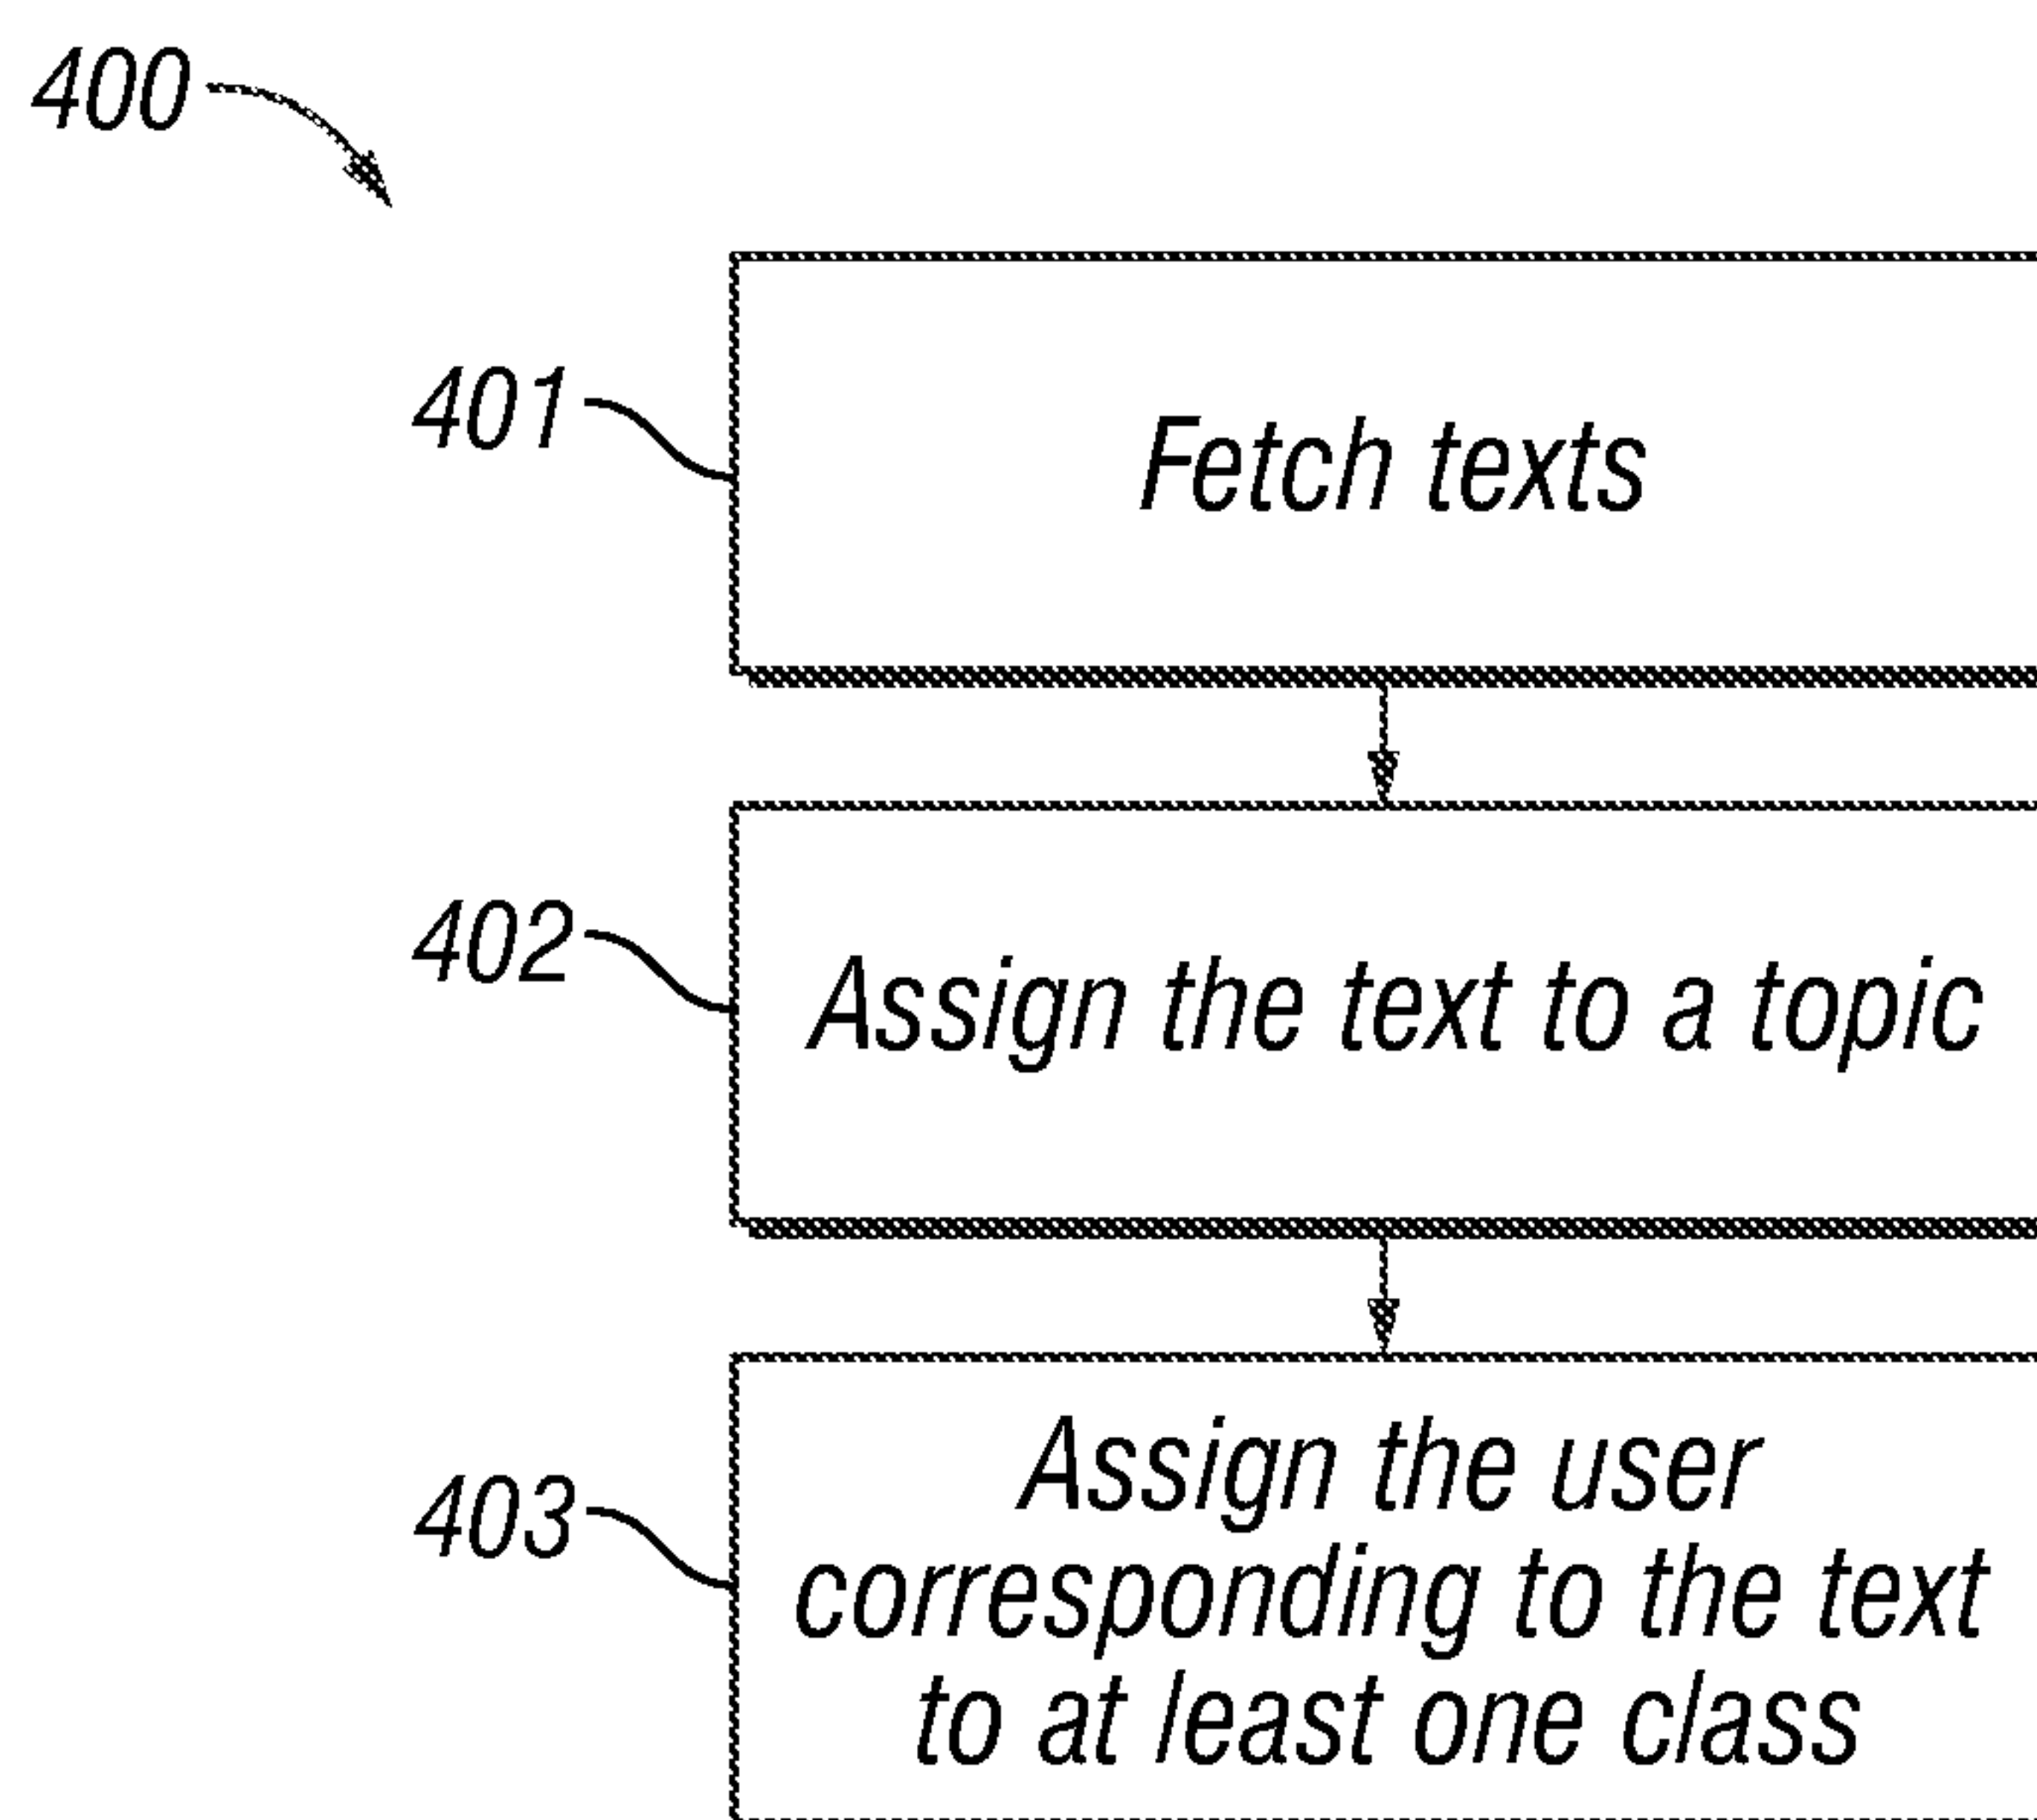 400
401
Fetch texts
402
Assign the text to a topic
403
Assign the user
corresponding to the text
to at least one class